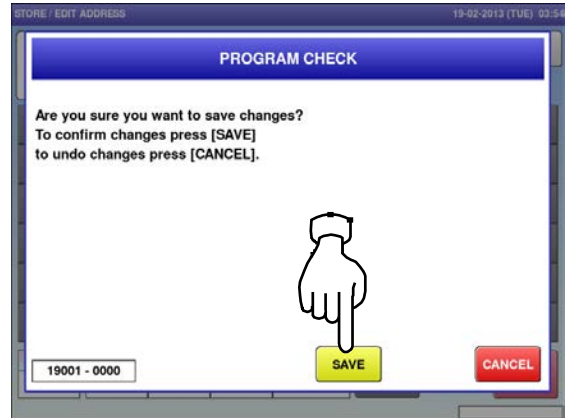 STORE / EDIT ADDRESS 19-02-2013 (TUE) 03:54
PROGRAM CHECK
Are you sure you want to save changes?
To confirm changes press [SAVE]
to undo changes press [CANCEL].
19001 - 0000
SAVE
CANCEL